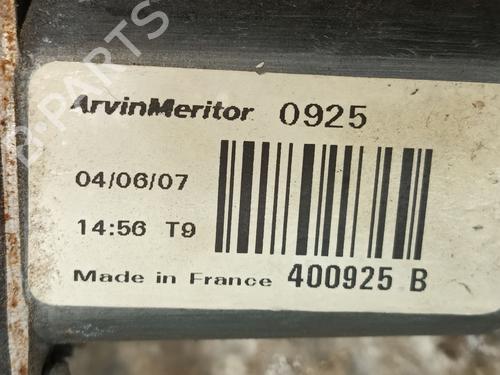 ArvinMeritor 0925
04/06/07
14:56 T9
Made in France 400925 B
B-PARTS